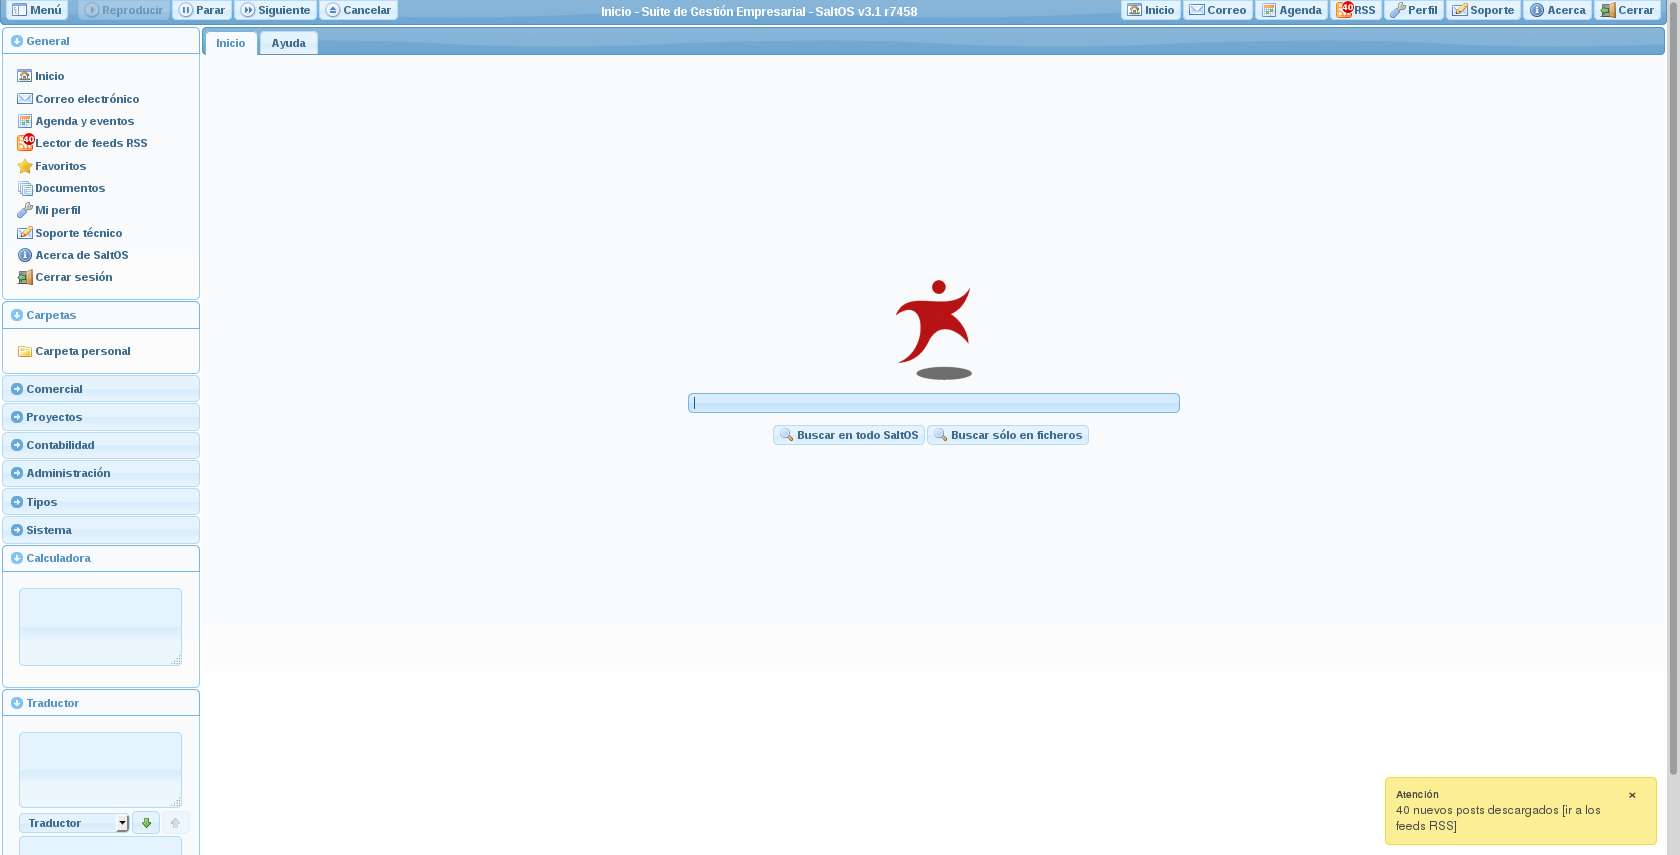 Menú Reproducir Parar Siguiente Cancelar Inicio - Suite de Gestión Empresarial - SaltOS v3.1 r7458 Inicio Correo Agenda 40 RSS Perfil Soporte Acerca Cerrar
General
Inicio
Correo electrónico
Agenda y eventos
40 Lector de feeds RSS
Favoritos
Documentos
Mi perfil
Soporte técnico
Acerca de SaltOS
Cerrar sesión
Carpetas
Carpeta personal
Comercial
Proyectos
Contabilidad
Administración
Tipos
Sistema
Calculadora
Traductor
Traductor
Inicio Ayuda
Buscar en todo SaltOS Buscar sólo en ficheros
Atención
40 nuevos posts descargados [ir a los
feeds RSS]